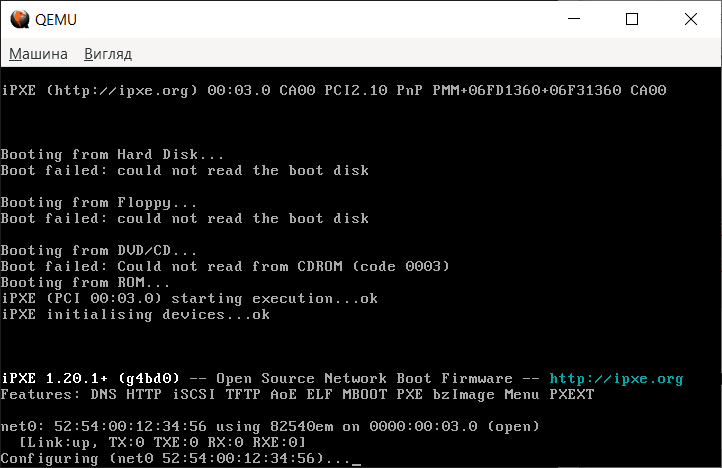 QEMU
Машина Вигляд
iPXE (http://ipxe.org) 00:03.0 CA00 PCI2.10 PnP PMM+06FD1360+06F31360 CA00
Booting from Hard Disk...
Boot failed: could not read the boot disk
Booting from Floppy...
Boot failed: could not read the boot disk
Booting from DVD/CD...
Boot failed: Could not read from CDROM (code 0003)
Booting from ROM...
iPXE (PCI 00:03.0) starting execution...ok
iPXE initialising devices...ok
iPXE 1.20.1+ (g4bd0) -- Open Source Network Boot Firmware -- http://ipxe.org
Features: DNS HTTP iSCSI TFTP AoE ELF MBOOT PXE bzImage Menu PXEXT
net0: 52:54:00:12:34:56 using 82540em on 0000:00:03.0 (open)
[Link:up, TX:0 TXE:0 RX:0 RXE:0]
Configuring (net0 52:54:00:12:34:56)..._